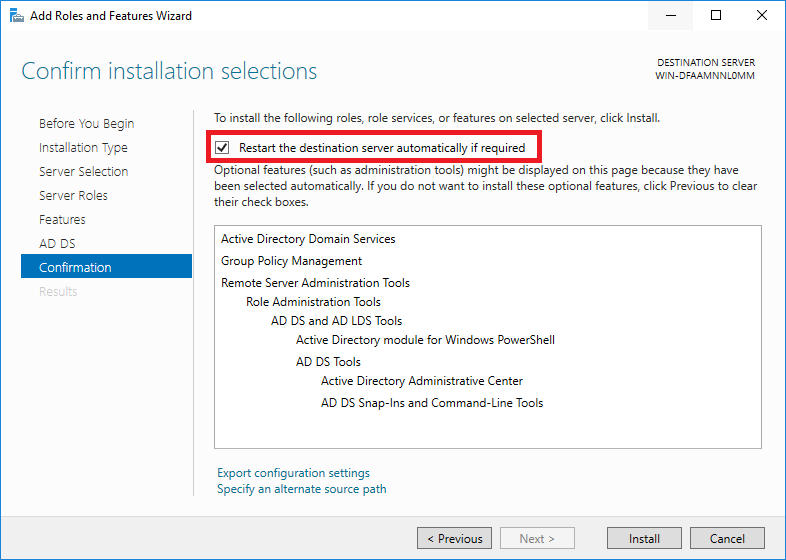 Add Roles and Features Wizard
Confirm installation selections
DESTINATION SERVER
WIN-DFAAMNNL0MM
Before You Begin
Installation Type
Server Selection
Server Roles
Features
AD DS
Confirmation
Results
To install the following roles, role services, or features on selected server, click Install.
Restart the destination server automatically if required
Optional features (such as administration tools) might be displayed on this page because they have
been selected automatically. If you do not want to install these optional features, click Previous to clear
their check boxes.
Active Directory Domain Services
Group Policy Management
Remote Server Administration Tools
Role Administration Tools
AD DS and AD LDS Tools
Active Directory module for Windows PowerShell
AD DS Tools
Active Directory Administrative Center
AD DS Snap-Ins and Command-Line Tools
Export configuration settings
Specify an alternate source path
< Previous
Next >
Install
Cancel